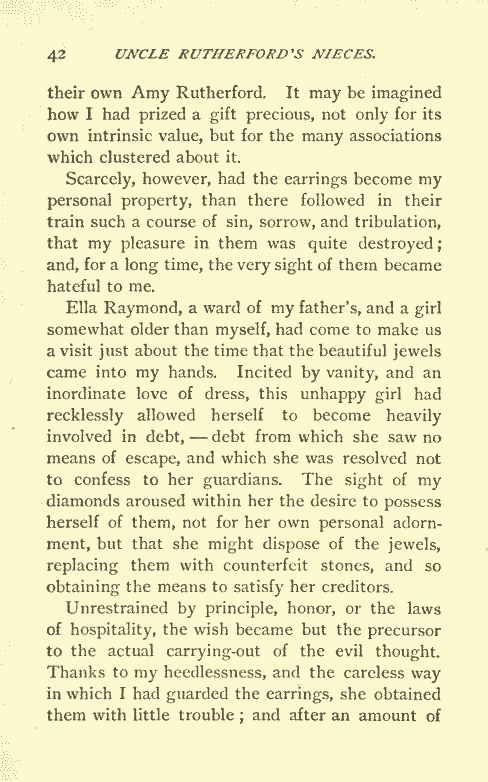 42 UNCLE RUTHERFORD'S NIECES.
their own Amy Rutherford. It may be imagined
how I had prized a gift precious, not only for its
own intrinsic value, but for the many associations
which clustered about it.
Scarcely, however, had the earrings become my
personal property, than there followed in their
train such a course of sin, sorrow, and tribulation,
that my pleasure in them was quite destroyed;
and, for a long time, the very sight of them became
hateful to me.
Ella Raymond, a ward of my father's, and a girl
somewhat older than myself, had come to make us
a visit just about the time that the beautiful jewels
came into my hands. Incited by vanity, and an
inordinate love of dress, this unhappy girl had
recklessly allowed herself to become heavily
involved in debt, — debt from which she saw no
means of escape, and which she was resolved not
to confess to her guardians. The sight of my
diamonds aroused within her the desire to possess
herself of them, not for her own personal adorn-
ment, but that she might dispose of the jewels,
replacing them with counterfeit stones, and so
obtaining the means to satisfy her creditors.
Unrestrained by principle, honor, or the laws
of hospitality, the wish became but the precursor
to the actual carrying-out of the evil thought.
Thanks to my heedlessness, and the careless way
in which I had guarded the earrings, she obtained
them with little trouble; and after an amount of